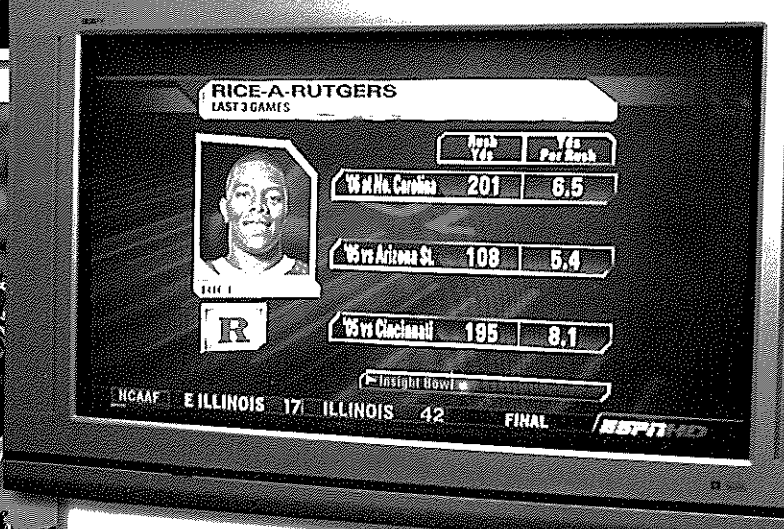 RICE-A-RUTGERS
LAST 3 GAMES
Rush Yds
Yds Per Rush
'06 at No. Carolina 201 6.5
'05 vs Arizona St. 108 5.4
'05 vs Cincinnati 195 8.1
R
Insight Bowl
NCAAF E ILLINOIS 17 ILLINOIS 42 FINAL ESPN HD